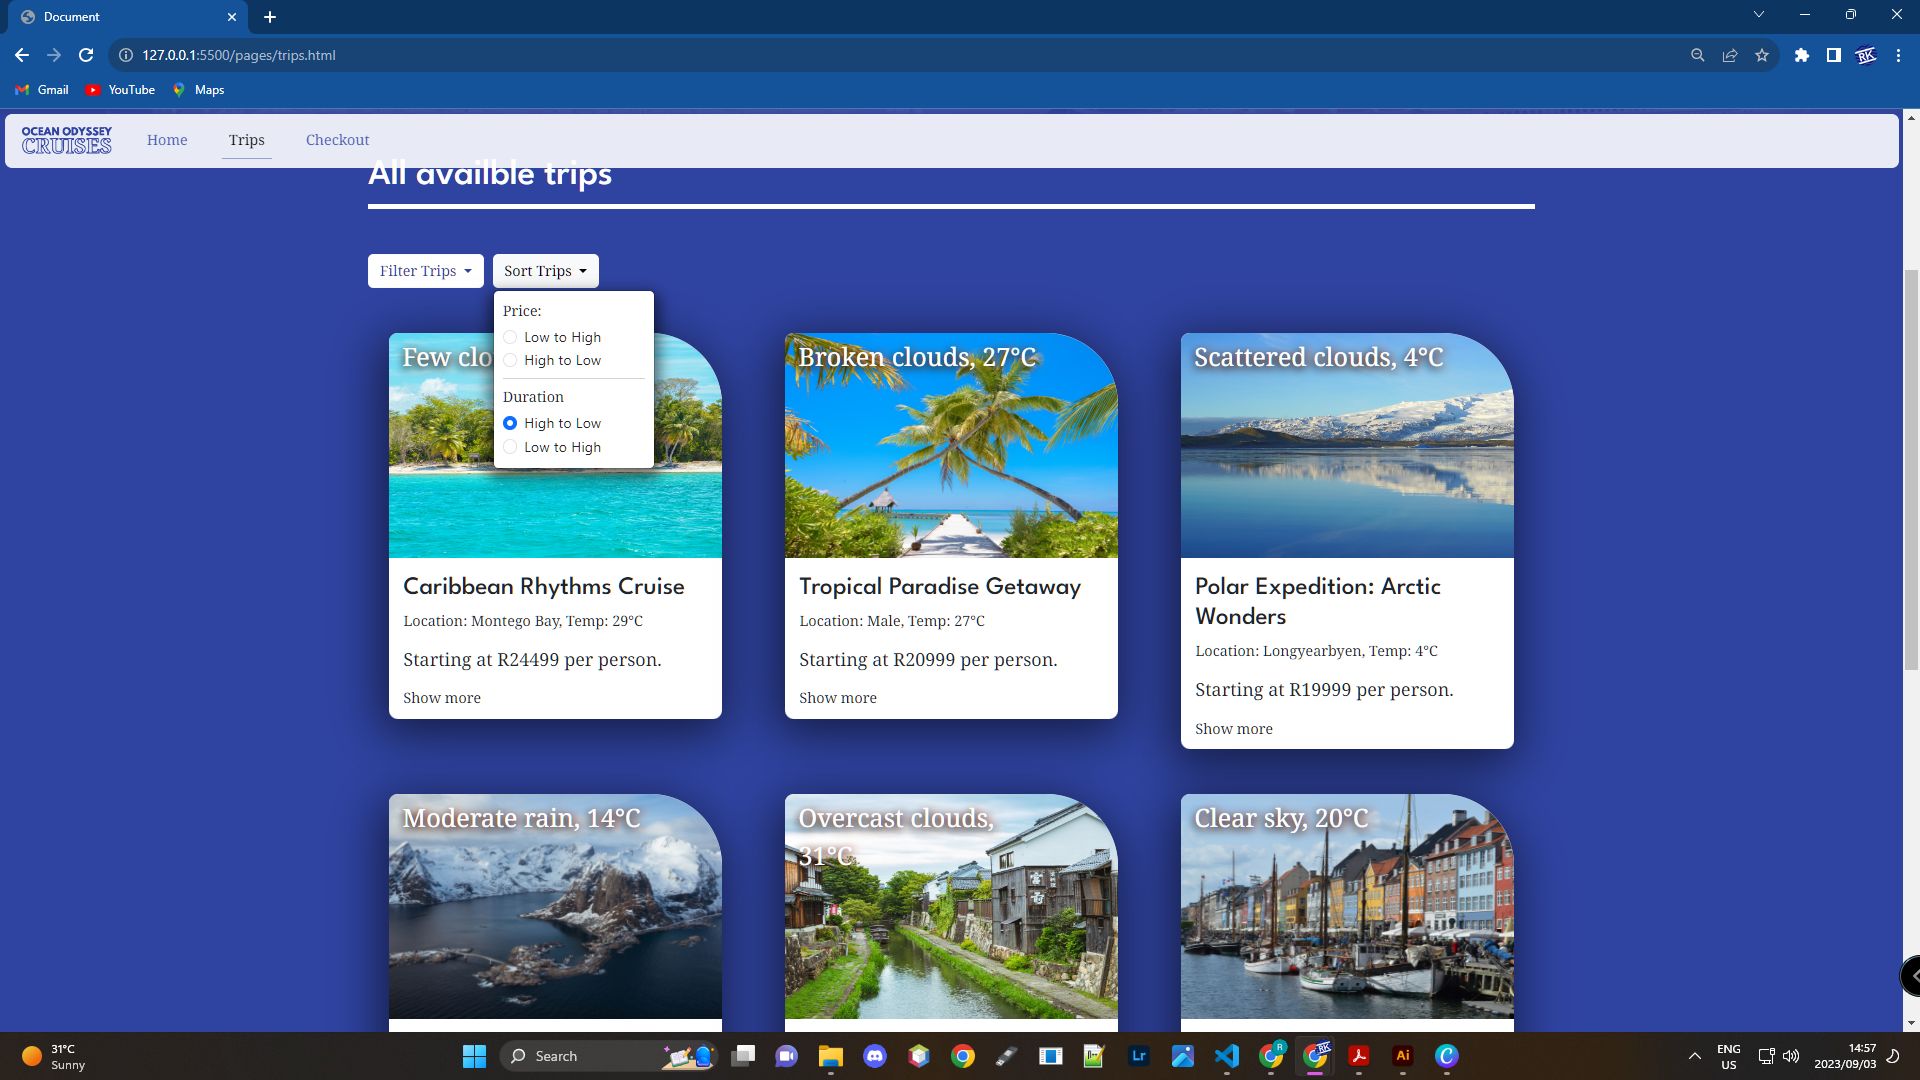 Document
127.0.0.1:5500/pages/trips.html
RK
Gmail YouTube Maps
OCEAN ODYSSEY
CRUISES
Home Trips Checkout
All availble trips
Filter Trips Sort Trips
Price:
Low to High
High to Low
Duration
High to Low
Low to High
Few clo
Broken clouds, 27°C
Scattered clouds, 4°C
Caribbean Rhythms Cruise
Location: Montego Bay, Temp: 29°C
Starting at R24499 per person.
Show more
Tropical Paradise Getaway
Location: Male, Temp: 27°C
Starting at R20999 per person.
Show more
Polar Expedition: Arctic
Wonders
Location: Longyearbyen, Temp: 4°C
Starting at R19999 per person.
Show more
Moderate rain, 14°C
Overcast clouds,
31°C
Clear sky, 20°C
31°C
Sunny
Search
Lr
R
RK
Ai
C
ENG
US
14:57
2023/09/03